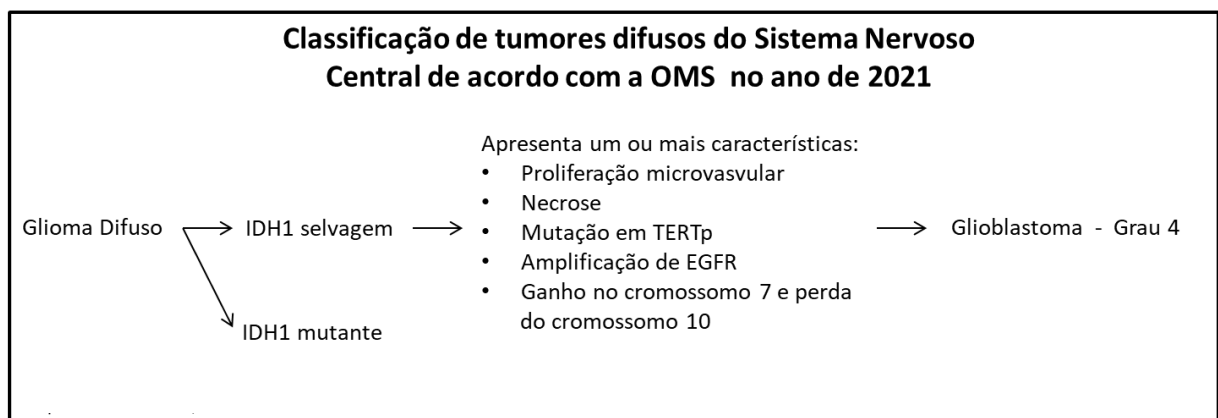 Classificação de tumores difusos do Sistema Nervoso
Central de acordo com a OMS no ano de 2021
Apresenta um ou mais características:
• Proliferação microvasvular
• Necrose
• Mutação em TERTp
• Amplificação de EGFR
• Ganho no cromossomo 7 e perda
do cromossomo 10
Glioma Difuso
IDH1 selvagem
Glioblastoma - Grau 4
IDH1 mutante